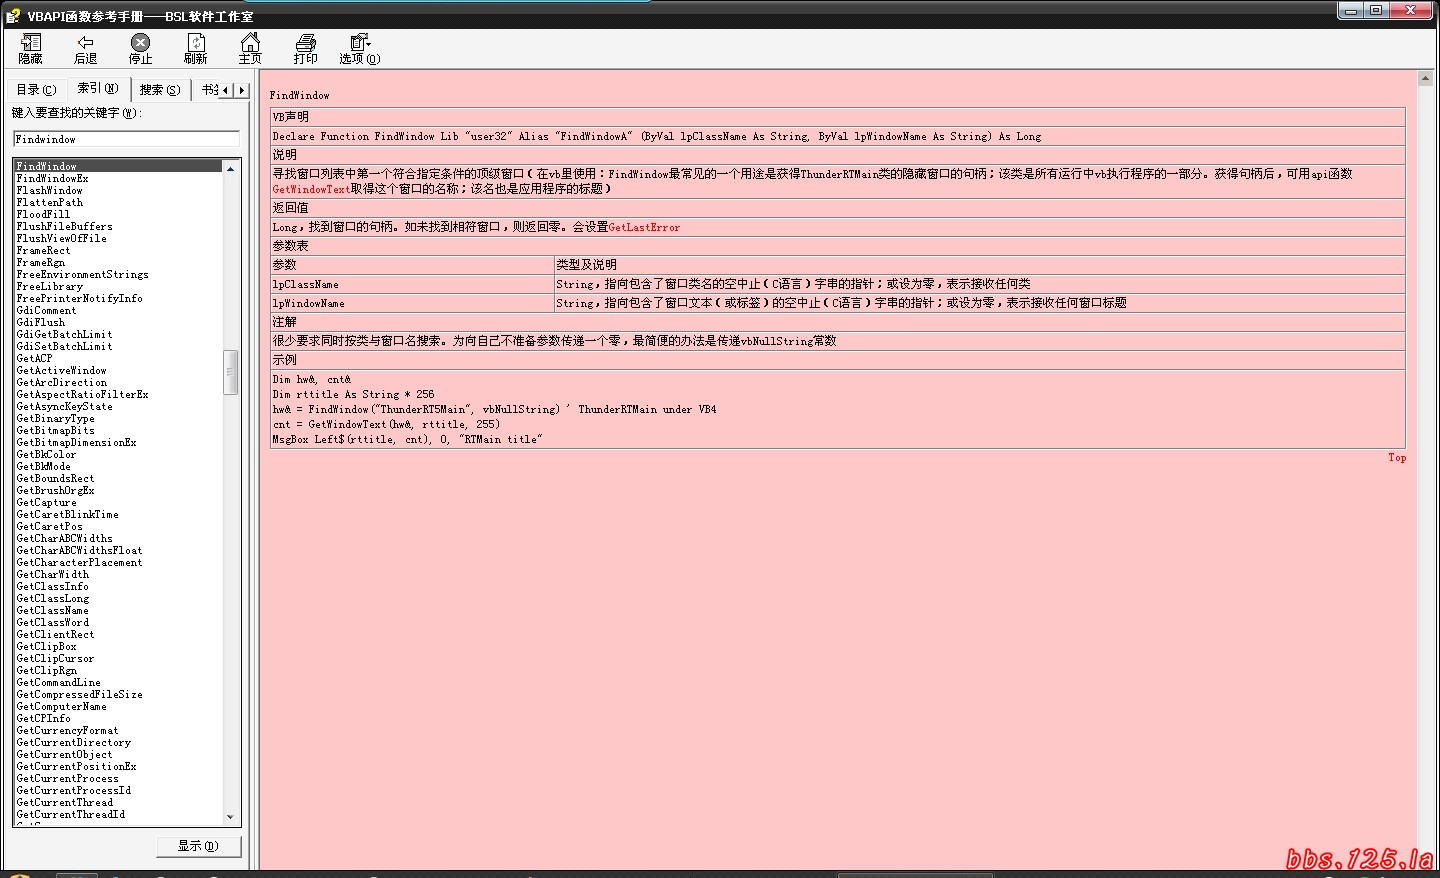 VBAPI函数参考手册——BSL软件工作室
隐藏 后退 停止 刷新 主页 打印 选项(O)
目录(C) 索引(N) 搜索(S)
键入要查找的关键字(W):
Findwindow
FindWindow
FindWindowEx
FlashWindow
FlattenPath
FloodFill
FlushFileBuffers
FlushViewOfFile
FrameRect
FrameRgn
FreeEnvironmentStrings
FreeLibrary
FreePrinterNotifyInfo
GdiComment
GdiFlush
GdiGetBatchLimit
GdiSetBatchLimit
GetACP
GetActiveWindow
GetArcDirection
GetAspectRatioFilterEx
GetAsyncKeyState
GetBinaryType
GetBitmapBits
GetBitmapDimensionEx
GetBkColor
GetBkMode
GetBoundsRect
GetBrushOrgEx
GetCapture
GetCaretBlinkTime
GetCaretPos
GetCharABCWidths
GetCharABCWidthsFloat
GetCharacterPlacement
GetCharWidth
GetClassInfo
GetClassLong
GetClassName
GetClassWord
GetClientRect
GetClipBox
GetClipCursor
GetClipRgn
GetCommandLine
GetCompressedFileSize
GetComputerName
GetCPInfo
GetCurrencyFormat
GetCurrentDirectory
GetCurrentObject
GetCurrentPositionEx
GetCurrentProcess
GetCurrentProcessId
GetCurrentThread
GetCurrentThreadId
显示(D)
FindWindow
VB声明
Declare Function FindWindow Lib "user32" Alias "FindWindowA" (ByVal lpClassName As String, ByVal lpWindowName As String) As Long
说明
寻找窗口列表中第一个符合指定条件的顶级窗口(在vb里使用:FindWindow最常见的一个用途是获得ThunderRTMain类的隐藏窗口的句柄;该类是所有运行中vb执行程序的一部分。获得句柄后,可用api函数
GetWindowText取得这个窗口的名称;该名也是应用程序的标题)
返回值
Long,找到窗口的句柄。如未找到相符窗口,则返回零。会设置GetLastError
参数表
参数 类型及说明
lpClassName String,指向包含了窗口类名的空中止(C语言)字串的指针;或设为零,表示接收任何类
lpWindowName String,指向包含了窗口文本(或标签)的空中止(C语言)字串的指针;或设为零,表示接收任何窗口标题
注解
很少要求同时按类与窗口名搜索。为向自己不准备参数传递一个零,最简便的办法是传递vbNullString常数
示例
Dim hw&, cnt&
Dim rttitle As String * 256
hw& = FindWindow("ThunderRT5Main", vbNullString) ' ThunderRTMain under VB4
cnt = GetWindowText(hw&, rttitle, 255)
MsgBox Left$(rttitle, cnt), 0, "RTMain title"
Top
bbs.125.la